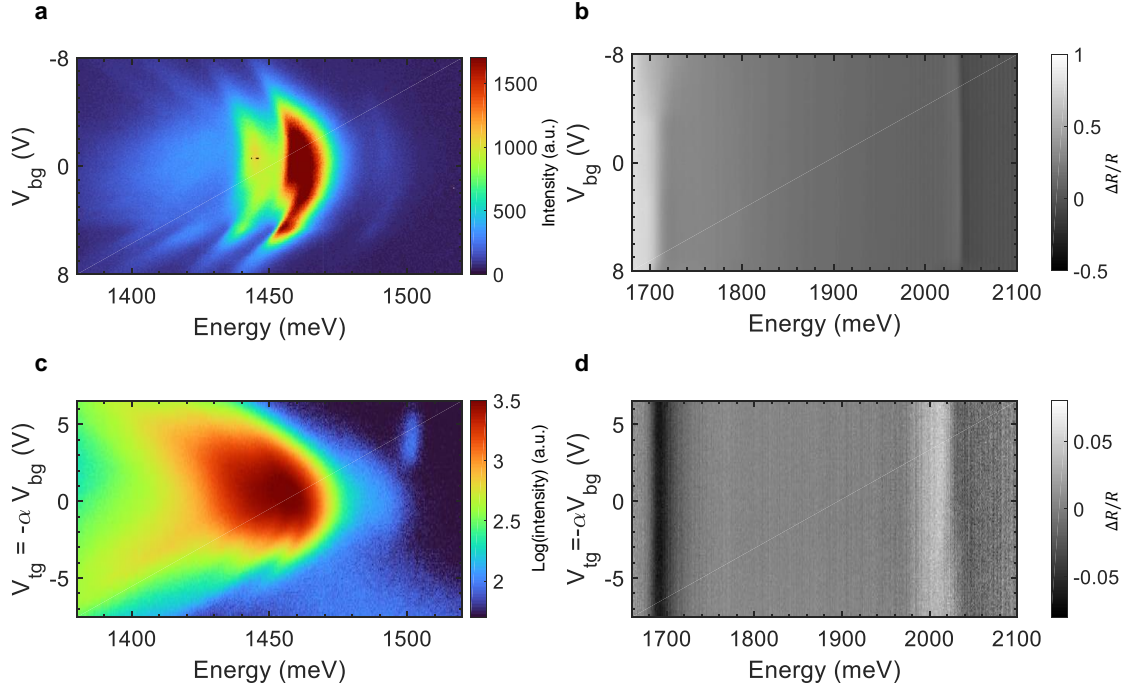 a
-8
0
8
V_bg (V)
1400
1450
1500
Energy (meV)
1500
1000
500
0
Intensity (a.u.)
b
-8
0
8
V_bg (V)
1700
1800
1900
2000
2100
Energy (meV)
1
0.5
0
-0.5
ΔR/R
c
5
0
-5
V_tg = -α V_bg (V)
1400
1450
1500
Energy (meV)
3.5
3
2.5
2
Log(intensity) (a.u.)
d
5
0
-5
V_tg =-αV_bg (V)
1700
1800
1900
2000
2100
Energy (meV)
0.05
0
-0.05
ΔR/R